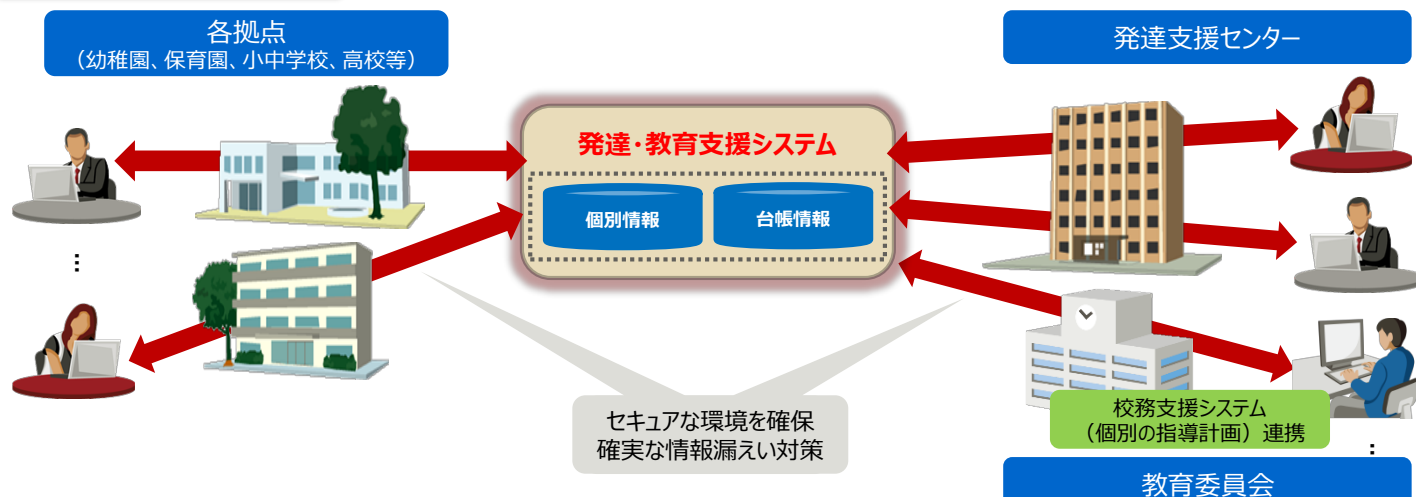 各拠点
（幼稚園、保育園、小中学校、高校等）
発達支援センター
発達・教育支援システム
個別情報
台帳情報
…
セキュアな環境を確保
確実な情報漏えい対策
校務支援システム
（個別の指導計画）連携
…
教育委員会